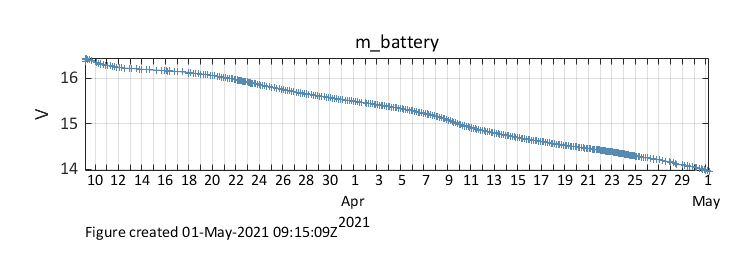 m_battery
V
16
15
14
10 12 14 16 18 20 22 24 26 28 30 1 3 5 7 9 11 13 15 17 19 21 23 25 27 29 1
Apr May
2021
Figure created 01-May-2021 09:15:09Z